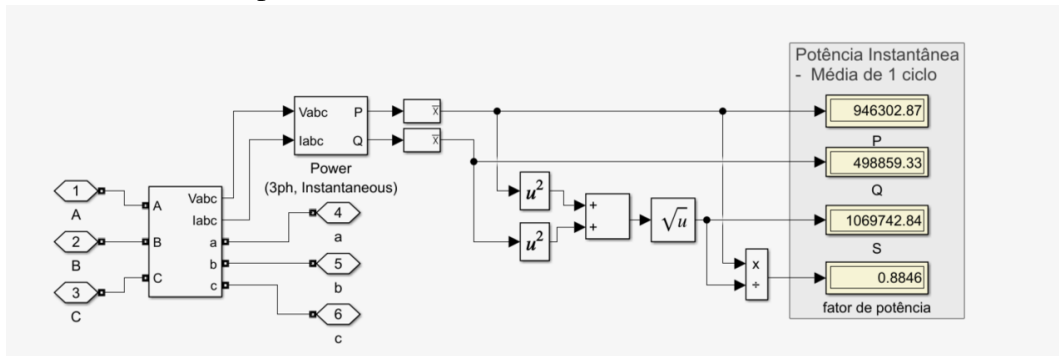 Potência Instantânea
- Média de 1 ciclo
Vabc P
Iabc Q
x
x
946302.87
P
Power
(3ph, Instantaneous)
498859.33
Q
1
A
2
B
3
C
A
B
C
Vabc
Iabc
a
b
c
4
a
5
b
6
c
u²
u²
+
+
√u
1069742.84
S
x
÷
0.8846
fator de potência